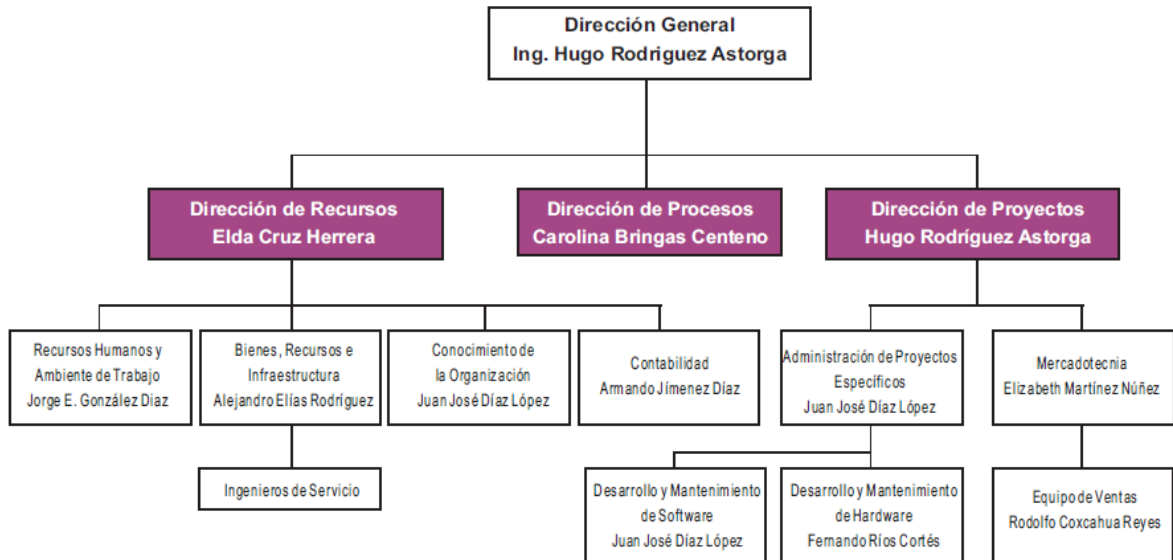 Dirección General
Ing. Hugo Rodriguez Astorga
Dirección de Recursos
Elda Cruz Herrera
Dirección de Procesos
Carolina Bringas Centeno
Dirección de Proyectos
Hugo Rodríguez Astorga
Recursos Humanos y
Ambiente de Trabajo
Jorge E. González Diaz
Bienes, Recursos e
Infraestructura
Alejandro Elías Rodríguez
Conocimiento de
la Organización
Juan José Díaz López
Contabilidad
Armando Jímenez Díaz
Administración de Proyectos
Específicos
Juan José Díaz López
Mercadotecnia
Elizabeth Martínez Núñez
Ingenieros de Servicio
Desarrollo y Mantenimiento
de Software
Juan José Díaz López
Desarrollo y Mantenimiento
de Hardware
Fernando Ríos Cortés
Equipo de Ventas
Rodolfo Coxcahua Reyes